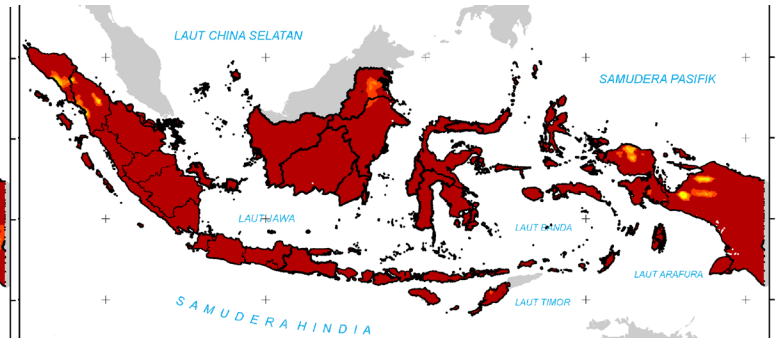 LAUT CHINA SELATAN
SAMUDERA PASIFIK
LAUT JAWA
LAUT BANDA
LAUT ARAFURA
LAUT TIMOR
SAMUDERA HINDIA